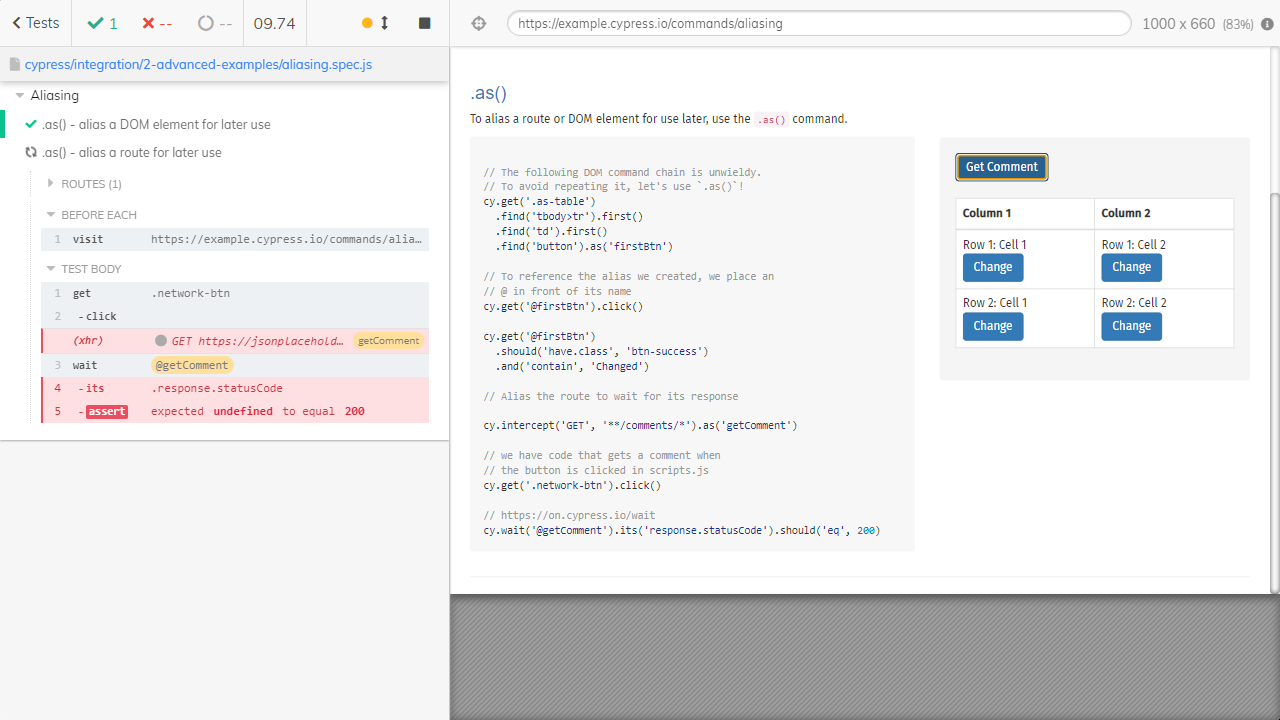 Tests
1
--
--
09.74
https://example.cypress.io/commands/aliasing
1000 x 660 (83%)
cypress/integration/2-advanced-examples/aliasing.spec.js
Aliasing
.as() - alias a DOM element for later use
.as() - alias a route for later use
ROUTES (1)
BEFORE EACH
1 visit https://example.cypress.io/commands/alia…
TEST BODY
1 get .network-btn
2 - click
(xhr) GET https://jsonplacehold… getComment
3 wait @getComment
4 - its .response.statusCode
5 - assert expected undefined to equal 200
.as()
To alias a route or DOM element for use later, use the .as() command.
// The following DOM command chain is unwieldy.
// To avoid repeating it, let's use `.as()`!
cy.get('.as-table')
.find('tbody>tr').first()
.find('td').first()
.find('button').as('firstBtn')
// To reference the alias we created, we place an
// @ in front of its name
cy.get('@firstBtn').click()
cy.get('@firstBtn')
.should('have.class', 'btn-success')
.and('contain', 'Changed')
// Alias the route to wait for its response
cy.intercept('GET', '**/comments/*').as('getComment')
// we have code that gets a comment when
// the button is clicked in scripts.js
cy.get('.network-btn').click()
// https://on.cypress.io/wait
cy.wait('@getComment').its('response.statusCode').should('eq', 200)
Get Comment
Column 1 Column 2
Row 1: Cell 1 Row 1: Cell 2
Change Change
Row 2: Cell 1 Row 2: Cell 2
Change Change